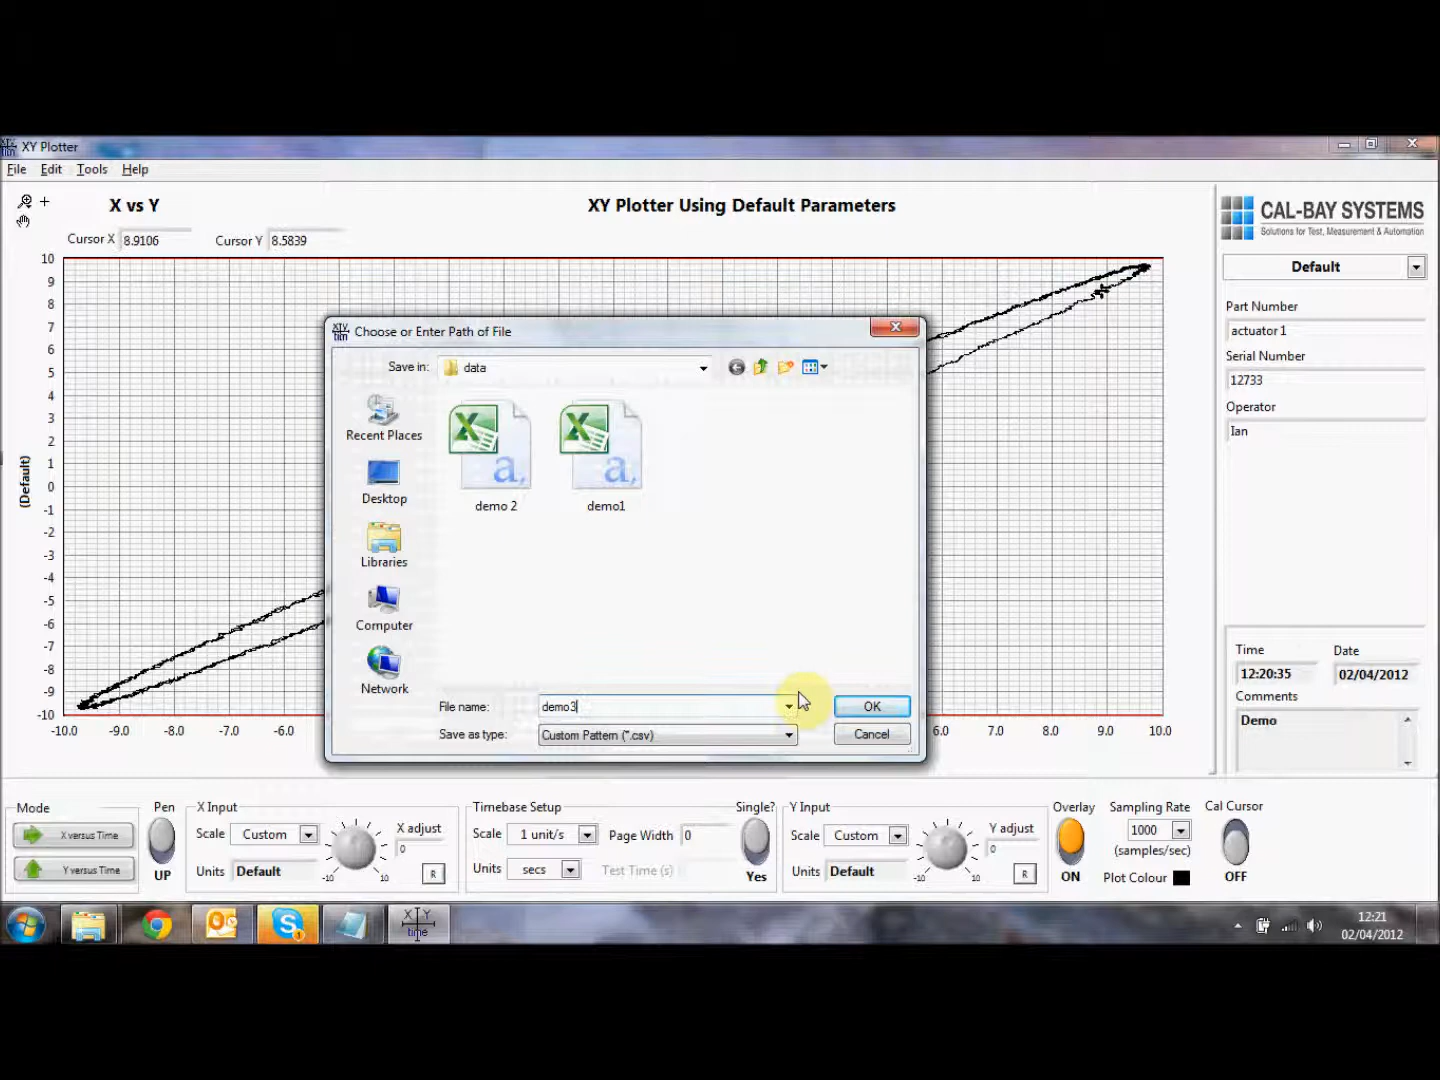 XY Plotter
File Edit Tools Help
X vs Y
XY Plotter Using Default Parameters
Cursor X 8.9106 Cursor Y 8.5839
CAL-BAY SYSTEMS
Solutions for Test, Measurement & Automation
Default
Part Number
actuator 1
Serial Number
12733
Operator
Ian
Time Date
12:20:35 02/04/2012
Comments
Demo
10
9
8
7
6
5
4
3
2
1
0
-1
-2
-3
-4
-5
-6
-7
-8
-9
-10
(Default)
-10.0 -9.0 -8.0 -7.0 -6.0 6.0 7.0 8.0 9.0 10.0
Choose or Enter Path of File
Save in: data
Recent Places
Desktop
Libraries
Computer
Network
demo 2 demo1
File name: demo3 OK
Save as type: Custom Pattern (*.csv) Cancel
Mode
X versus Time
Y versus Time
Pen
UP
X Input
Scale Custom
Units Default
-10 10
X adjust
0
R
Timebase Setup
Scale 1 unit/s Page Width 0
Units secs Test Time (s)
Single?
Yes
Y Input
Scale Custom
Units Default
-10 10
Y adjust
0
R
Overlay
ON
Sampling Rate
1000
(samples/sec)
Plot Colour
Cal Cursor
OFF
X Y
time
12:21
02/04/2012